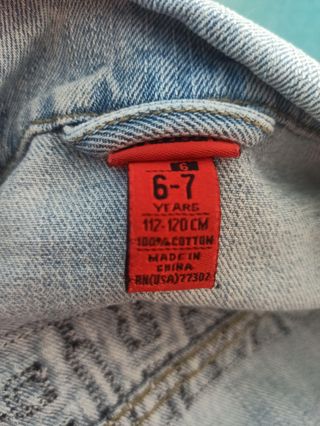 6
6-7
YEARS
112-120 CM
100% COTTON
MADE IN
CHINA
RN(USA)77302